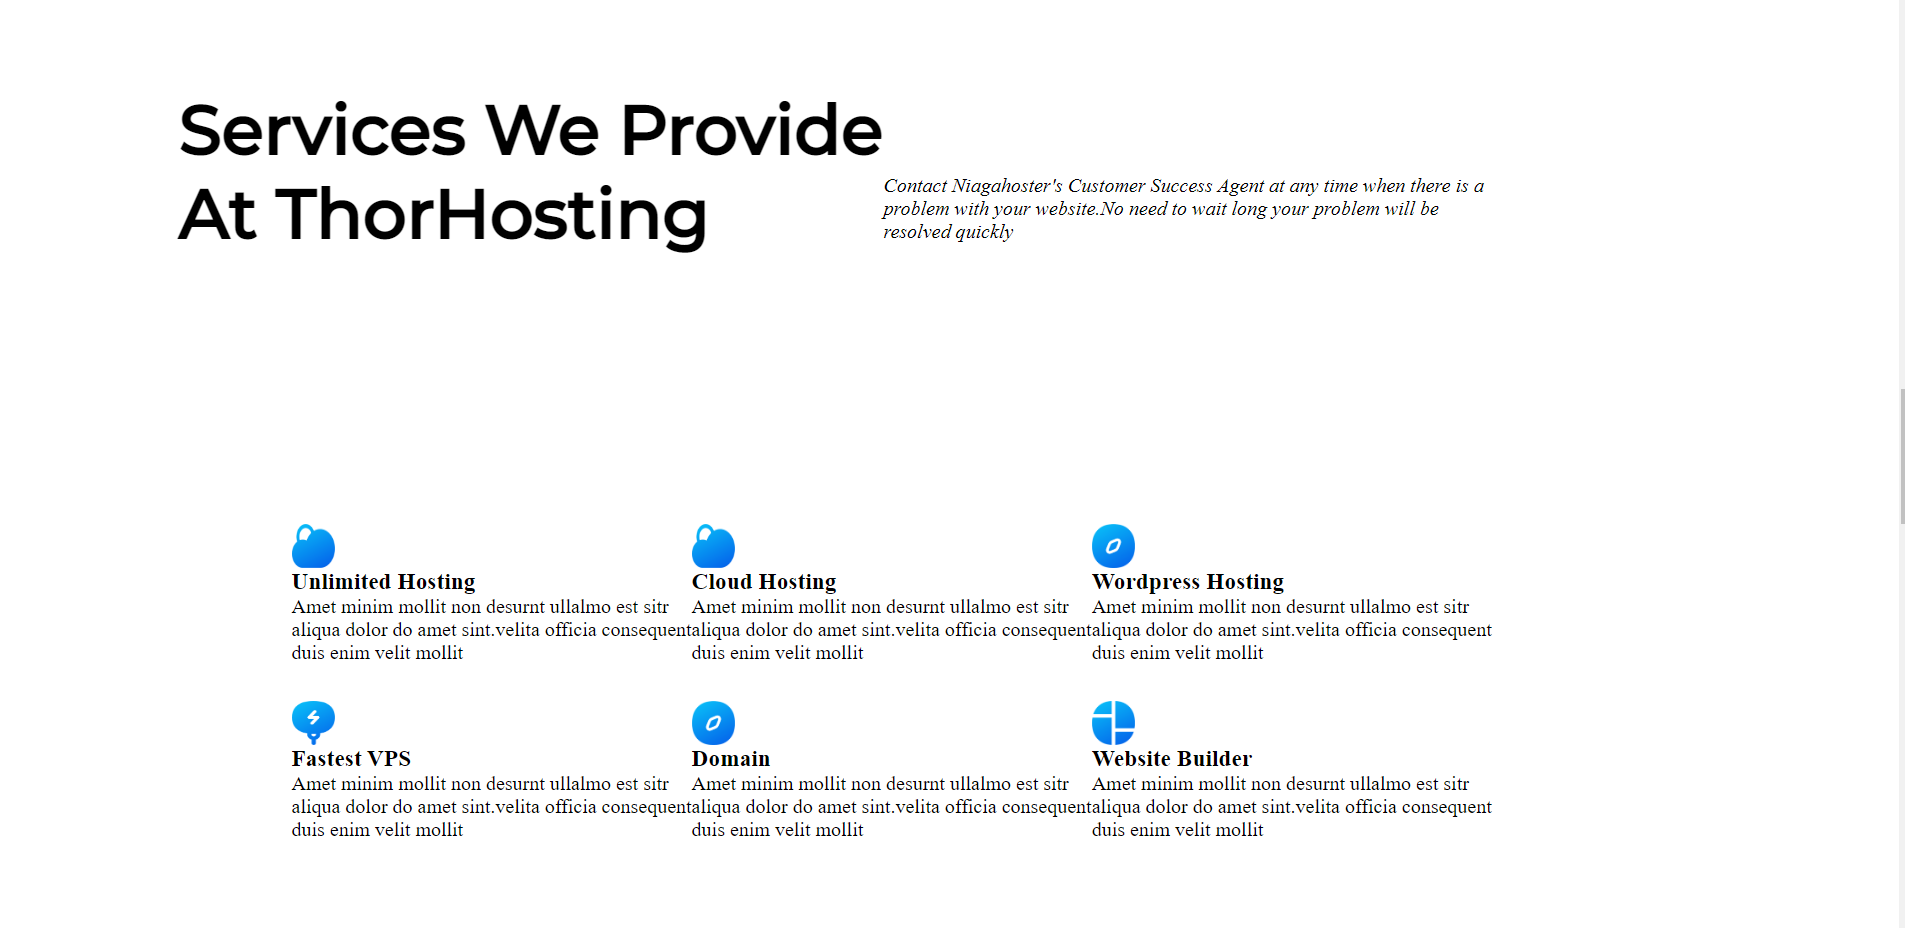 Services We Provide
At ThorHosting
Contact Niagahoster's Customer Success Agent at any time when there is a
problem with your website.No need to wait long your problem will be
resolved quickly
Unlimited Hosting
Amet minim mollit non desurnt ullalmo est sitr
aliqua dolor do amet sint.velita officia consequent
duis enim velit mollit
Cloud Hosting
Amet minim mollit non desurnt ullalmo est sitr
aliqua dolor do amet sint.velita officia consequent
duis enim velit mollit
Wordpress Hosting
Amet minim mollit non desurnt ullalmo est sitr
aliqua dolor do amet sint.velita officia consequent
duis enim velit mollit
Fastest VPS
Amet minim mollit non desurnt ullalmo est sitr
aliqua dolor do amet sint.velita officia consequent
duis enim velit mollit
Domain
Amet minim mollit non desurnt ullalmo est sitr
aliqua dolor do amet sint.velita officia consequent
duis enim velit mollit
Website Builder
Amet minim mollit non desurnt ullalmo est sitr
aliqua dolor do amet sint.velita officia consequent
duis enim velit mollit